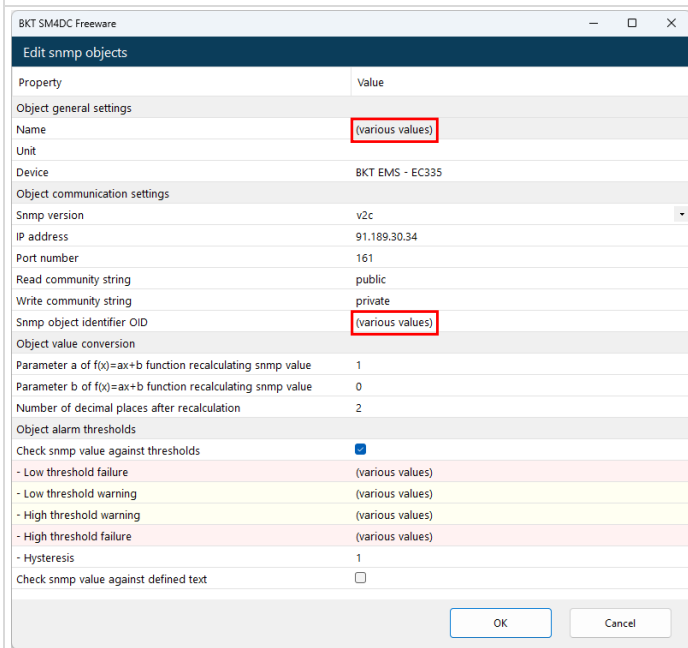 BKT SM4DC Freeware
Edit snmp objects
Property Value
Object general settings
Name (various values)
Unit
Device BKT EMS - EC335
Object communication settings
Snmp version v2c
IP address 91.189.30.34
Port number 161
Read community string public
Write community string private
Snmp object identifier OID (various values)
Object value conversion
Parameter a of f(x)=ax+b function recalculating snmp value 1
Parameter b of f(x)=ax+b function recalculating snmp value 0
Number of decimal places after recalculation 2
Object alarm thresholds
Check snmp value against thresholds
- Low threshold failure (various values)
- Low threshold warning (various values)
- High threshold warning (various values)
- High threshold failure (various values)
- Hysteresis 1
Check snmp value against defined text
OK Cancel